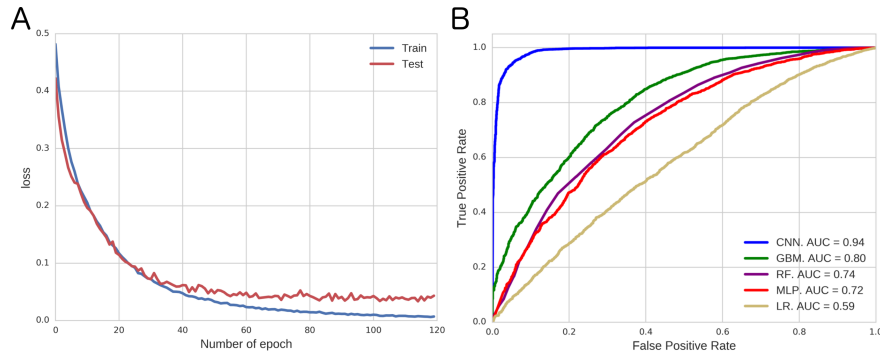 A
B
0.5
0.4
0.3
0.2
0.1
0.0
loss
0
20
40
60
80
100
120
Number of epoch
Train
Test
1.0
0.8
0.6
0.4
0.2
0.0
True Positive Rate
0.0
0.2
0.4
0.6
0.8
1.0
False Positive Rate
CNN. AUC = 0.94
GBM. AUC = 0.80
RF. AUC = 0.74
MLP. AUC = 0.72
LR. AUC = 0.59